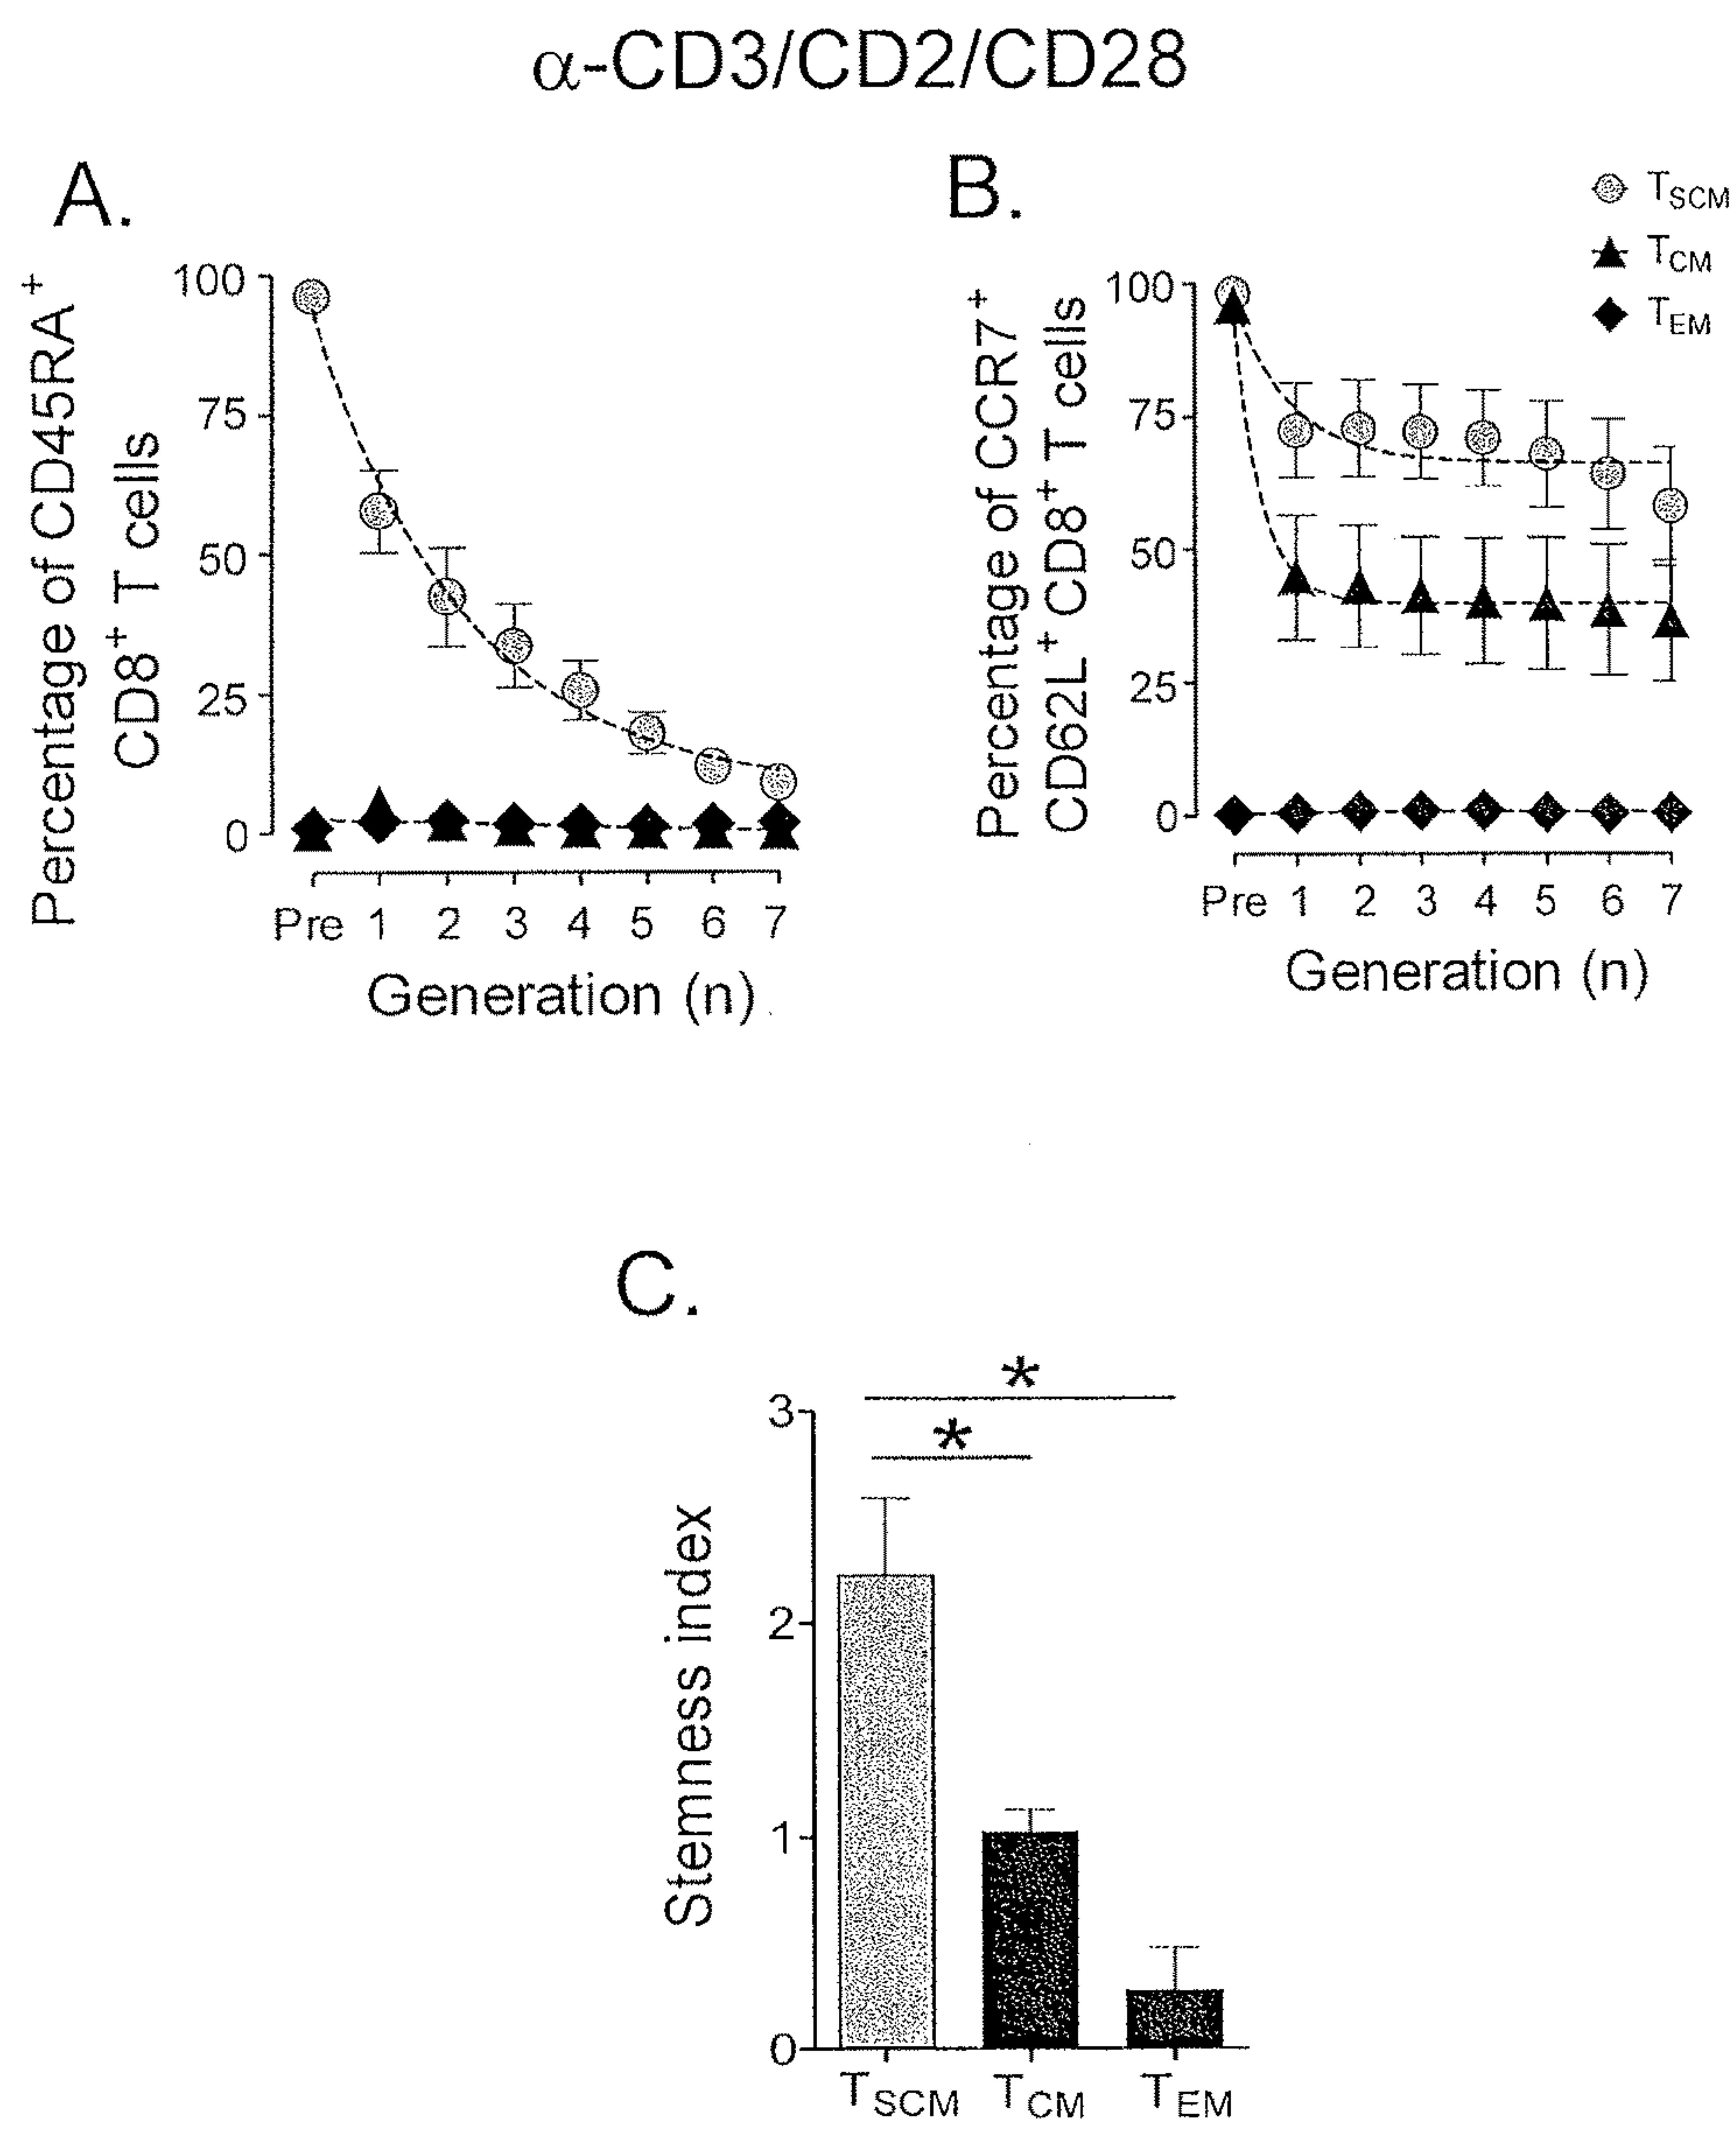 α-CD3/CD2/CD28
A.
Percentage of CD45RA⁺
CD8⁺ T cells
100
75
50
25
0
Pre 1 2 3 4 5 6 7
Generation (n)
B.
TSCM
TCM
TEM
Percentage of CCR7⁺
CD62L⁺ CD8⁺ T cells
100
75
50
25
0
Pre 1 2 3 4 5 6 7
Generation (n)
C.
*
*
Stemness index
3
2
1
0
TSCM TCM TEM